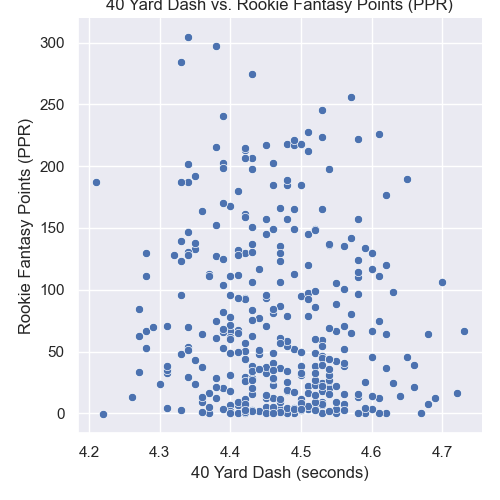 40 Yard Dash vs. Rookie Fantasy Points (PPR)
300
250
200
150
100
50
0
Rookie Fantasy Points (PPR)
4.2 4.3 4.4 4.5 4.6 4.7
40 Yard Dash (seconds)